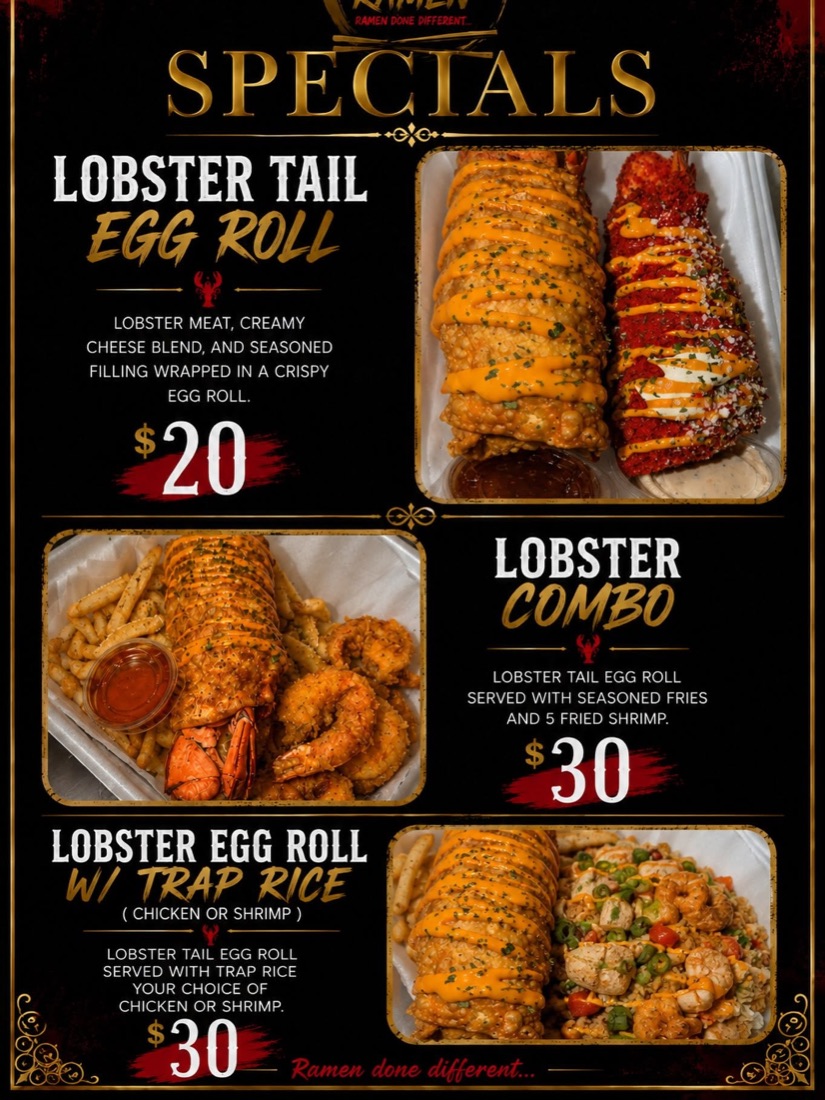 RAMEN
RAMEN DONE DIFFERENT...
SPECIALS
LOBSTER TAIL
EGG ROLL
LOBSTER MEAT, CREAMY
CHEESE BLEND, AND SEASONED
FILLING WRAPPED IN A CRISPY
EGG ROLL.
$20
LOBSTER
COMBO
LOBSTER TAIL EGG ROLL
SERVED WITH SEASONED FRIES
AND 5 FRIED SHRIMP.
$30
LOBSTER EGG ROLL
W/ TRAP RICE
( CHICKEN OR SHRIMP )
LOBSTER TAIL EGG ROLL
SERVED WITH TRAP RICE
YOUR CHOICE OF
CHICKEN OR SHRIMP.
$30
Ramen done different...